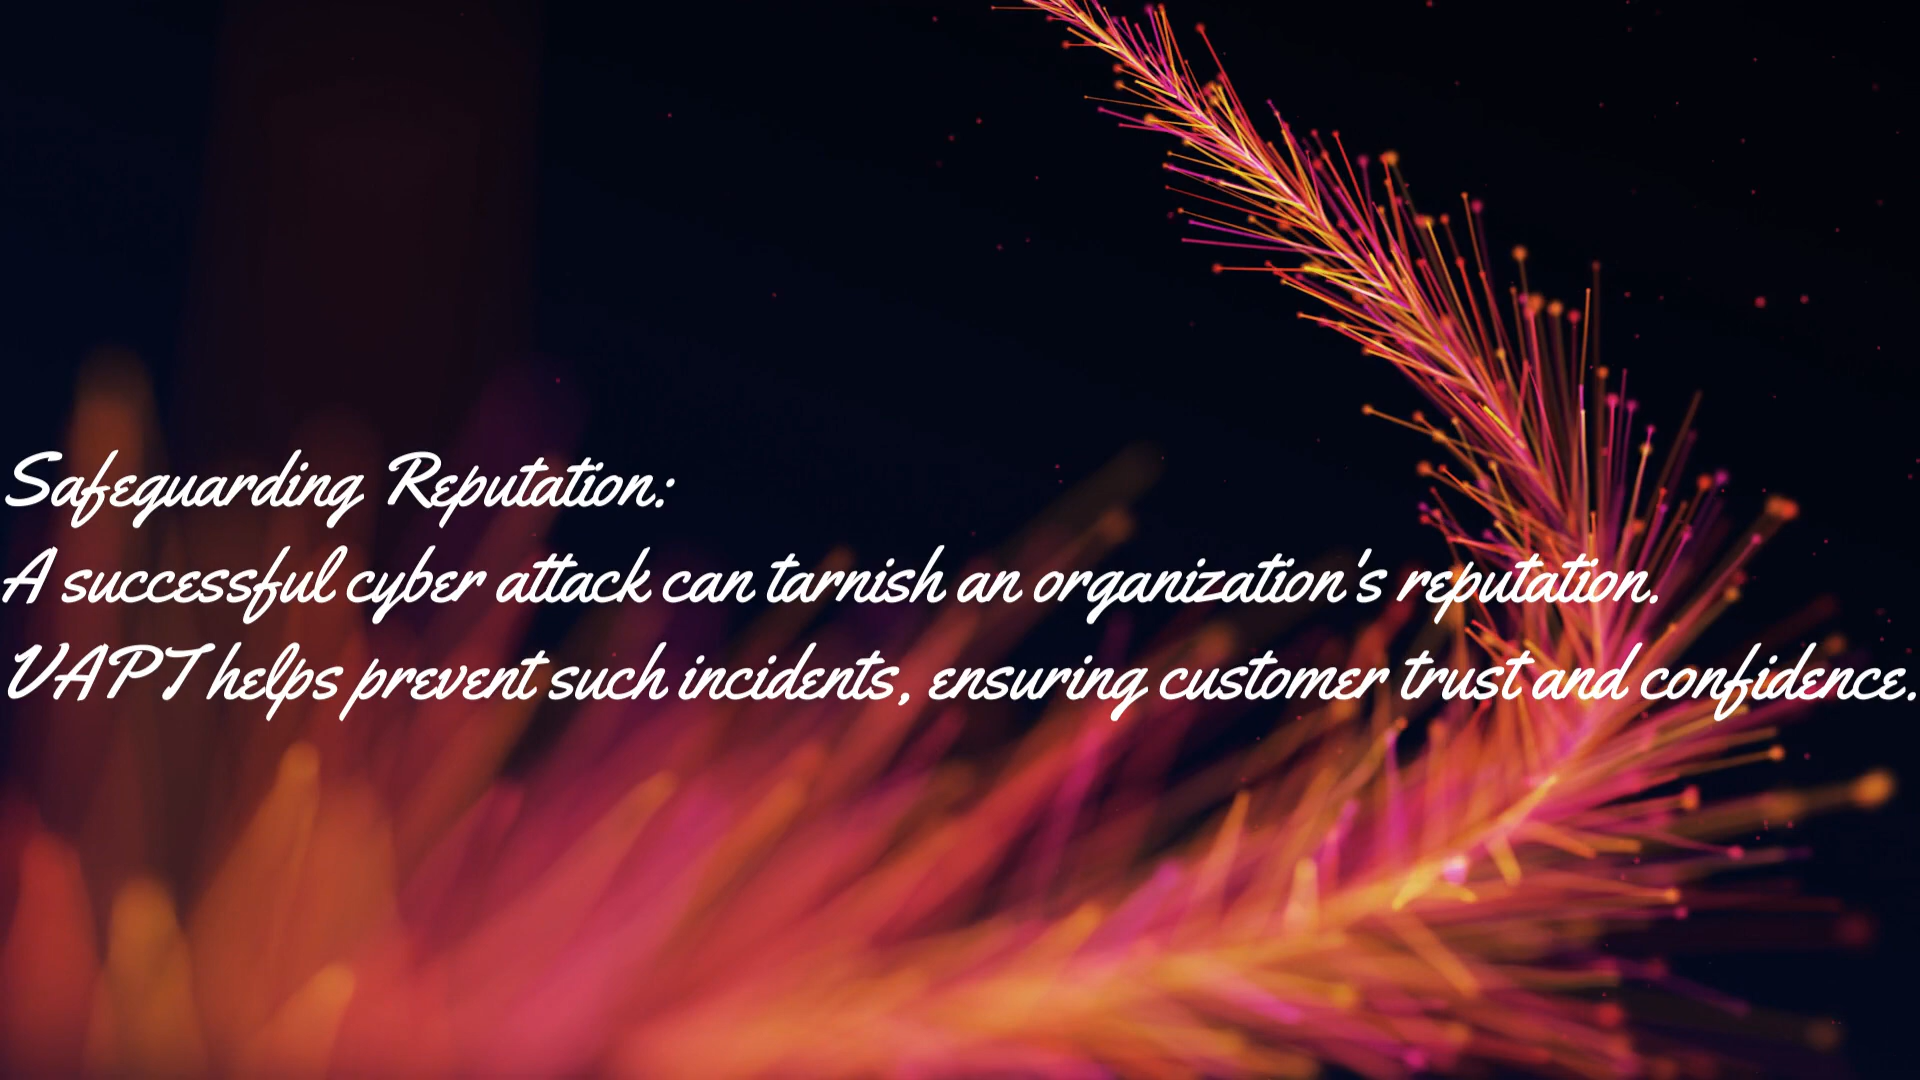 Safeguarding Reputation:
A successful cyber attack can tarnish an organization's reputation.
VAPT helps prevent such incidents, ensuring customer trust and confidence.